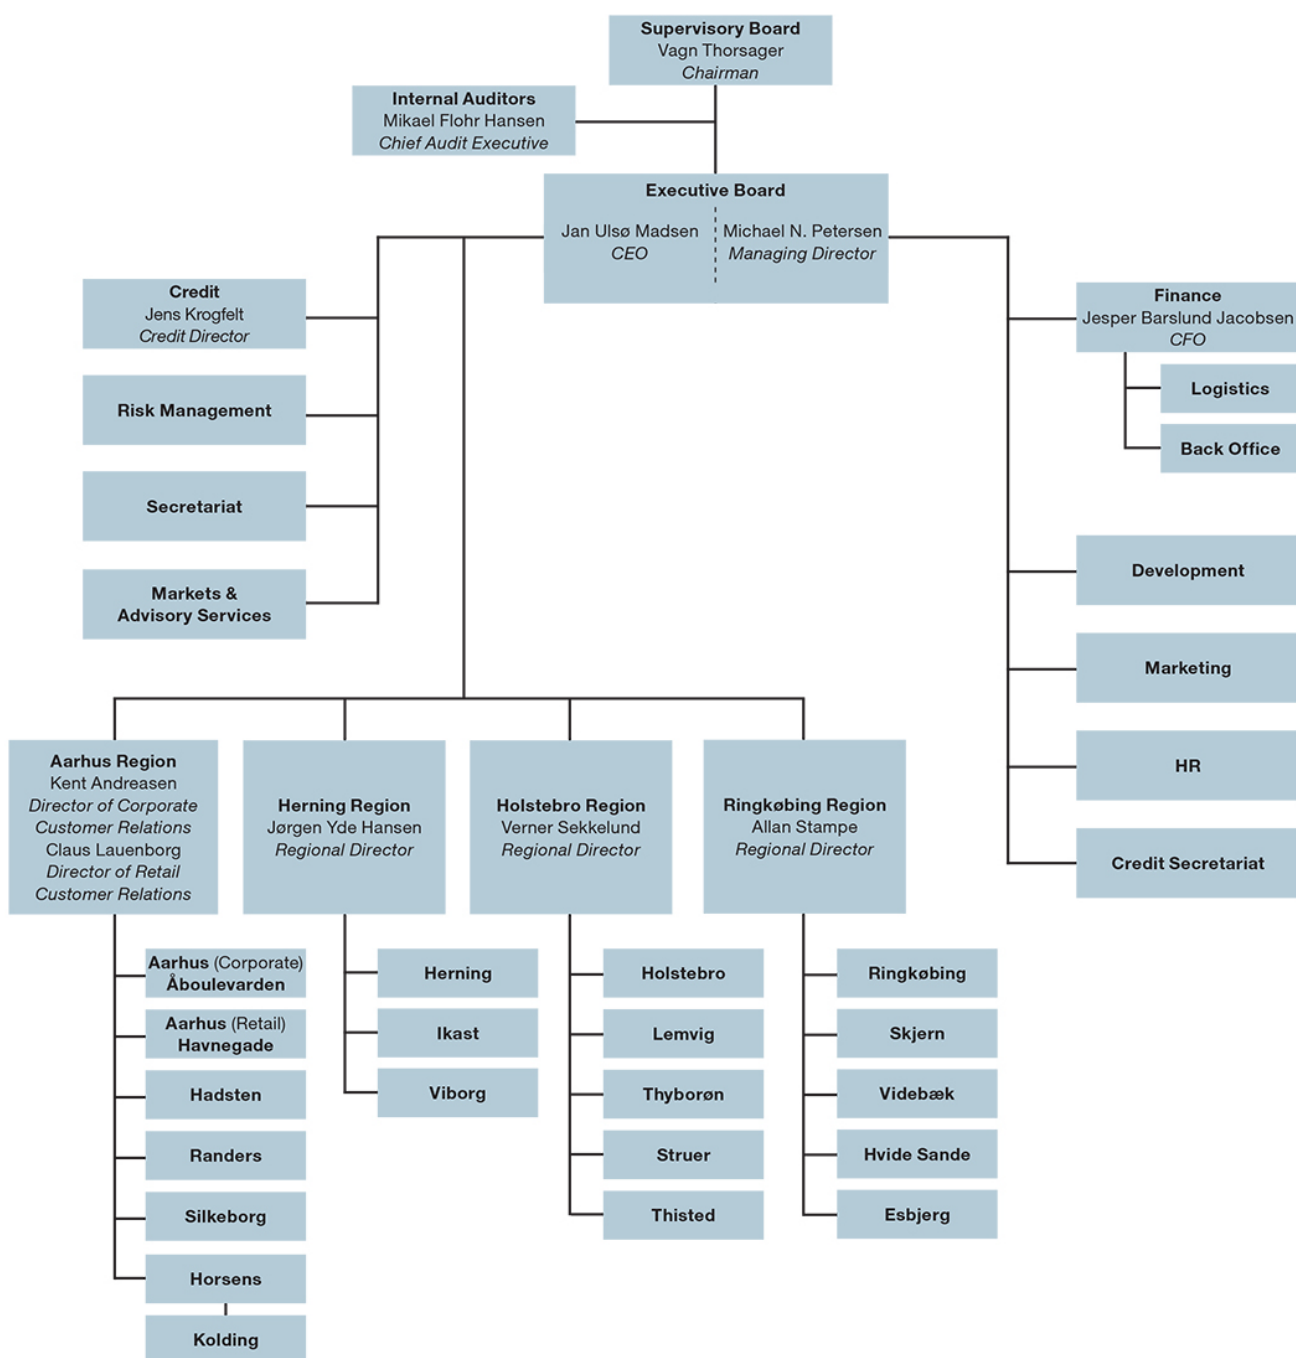 Supervisory Board
Vagn Thorsager
Chairman
Internal Auditors
Mikael Flohr Hansen
Chief Audit Executive
Executive Board
Jan Ulsø Madsen
CEO
Michael N. Petersen
Managing Director
Credit
Jens Krogfelt
Credit Director
Risk Management
Secretariat
Markets &
Advisory Services
Finance
Jesper Barslund Jacobsen
CFO
Logistics
Back Office
Development
Marketing
HR
Credit Secretariat
Aarhus Region
Kent Andreasen
Director of Corporate
Customer Relations
Claus Lauenborg
Director of Retail
Customer Relations
Aarhus (Corporate)
Åboulevarden
Aarhus (Retail)
Havnegade
Hadsten
Randers
Silkeborg
Horsens
Kolding
Herning Region
Jørgen Yde Hansen
Regional Director
Herning
Ikast
Viborg
Holstebro Region
Verner Sekkelund
Regional Director
Holstebro
Lemvig
Thyborøn
Struer
Thisted
Ringkøbing Region
Allan Stampe
Regional Director
Ringkøbing
Skjern
Videbæk
Hvide Sande
Esbjerg